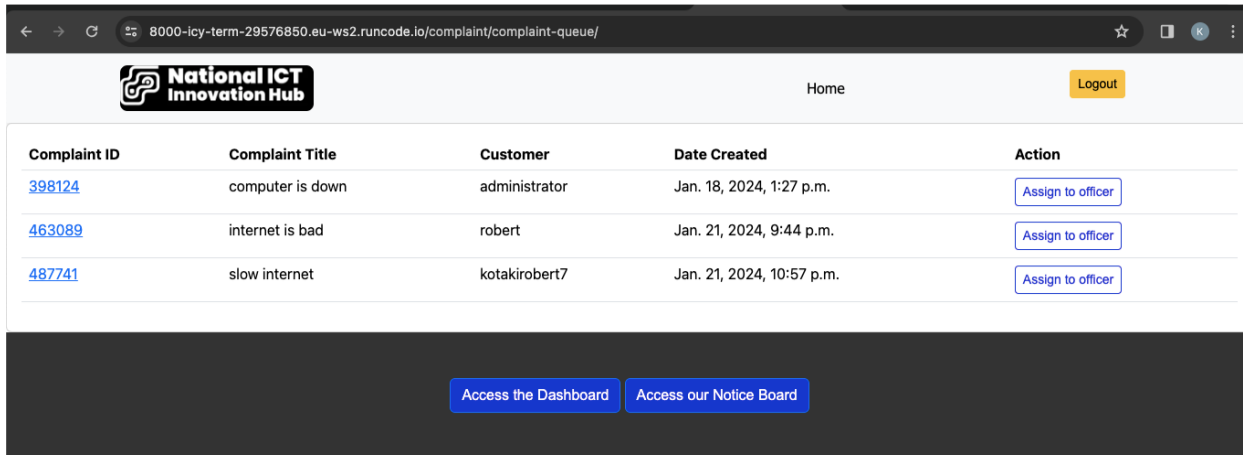 8000-icy-term-29576850.eu-ws2.runcode.io/complaint/complaint-queue/
K
National ICT
Innovation Hub
Home
Logout
Complaint ID Complaint Title Customer Date Created Action
398124 computer is down administrator Jan. 18, 2024, 1:27 p.m. Assign to officer
463089 internet is bad robert Jan. 21, 2024, 9:44 p.m. Assign to officer
487741 slow internet kotakirobert7 Jan. 21, 2024, 10:57 p.m. Assign to officer
Access the Dashboard Access our Notice Board